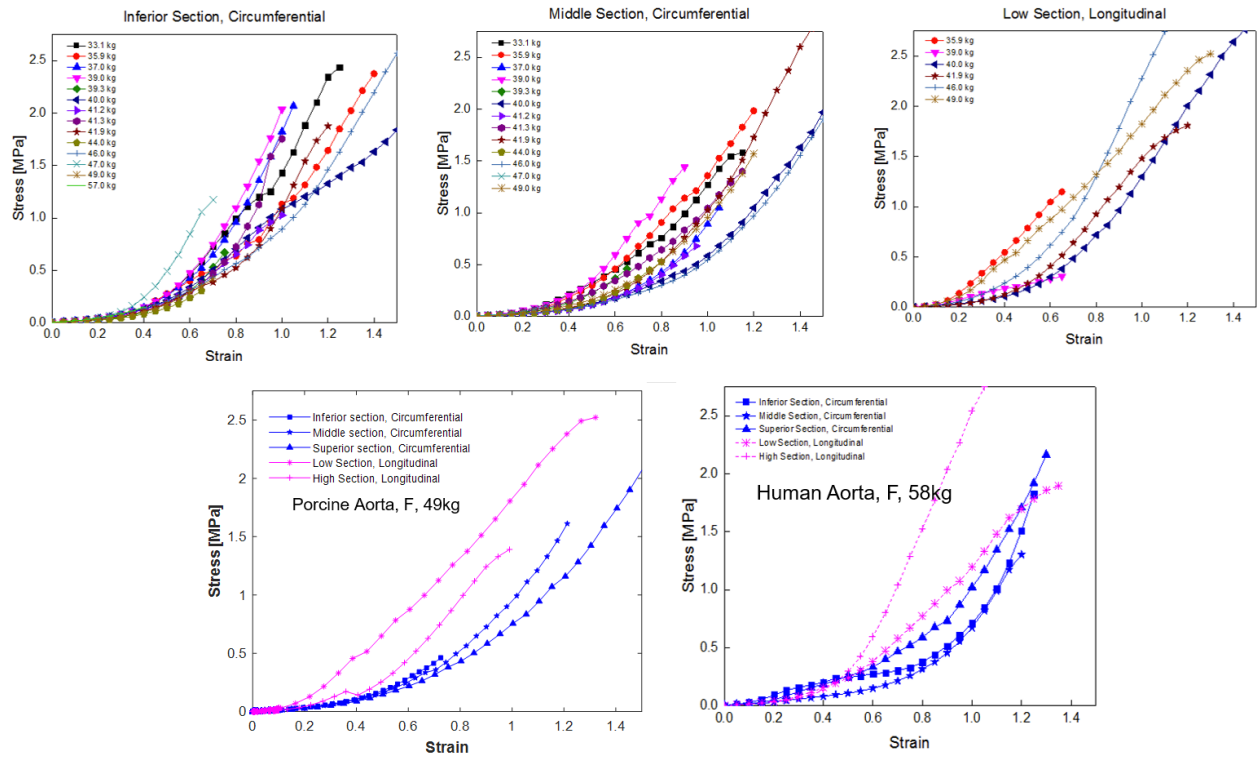 Inferior Section, Circumferential
33.1 kg
35.9 kg
37.0 kg
39.0 kg
39.3 kg
40.0 kg
41.2 kg
41.3 kg
41.9 kg
44.0 kg
46.0 kg
47.0 kg
49.0 kg
57.0 kg
Stress [MPa]
2.5
2.0
1.5
1.0
0.5
0.0
0.0 0.2 0.4 0.6 0.8 1.0 1.2 1.4
Strain
Middle Section, Circumferential
33.1 kg
35.9 kg
37.0 kg
39.0 kg
39.3 kg
40.0 kg
41.2 kg
41.3 kg
41.9 kg
44.0 kg
46.0 kg
47.0 kg
49.0 kg
Stress [MPa]
2.5
2.0
1.5
1.0
0.5
0.0
0.0 0.2 0.4 0.6 0.8 1.0 1.2 1.4
Strain
Low Section, Longitudinal
35.9 kg
39.0 kg
40.0 kg
41.9 kg
46.0 kg
49.0 kg
Stress [MPa]
2.5
2.0
1.5
1.0
0.5
0.0
0.0 0.2 0.4 0.6 0.8 1.0 1.2 1.4
Strain
Inferior section, Circumferential
Middle section, Circumferential
Superior section, Circumferential
Low Section, Longitudinal
High Section, Longitudinal
Porcine Aorta, F, 49kg
Stress [MPa]
2.5
2
1.5
1
0.5
0
0 0.2 0.4 0.6 0.8 1 1.2 1.4
Strain
Inferior Section, Circumferential
Middle Section, Circumferential
Superior Section, Circumferential
Low Section, Longitudinal
High Section, Longitudinal
Human Aorta, F, 58kg
Stress [MPa]
2.5
2.0
1.5
1.0
0.5
0.0
0.0 0.2 0.4 0.6 0.8 1.0 1.2 1.4
Strain